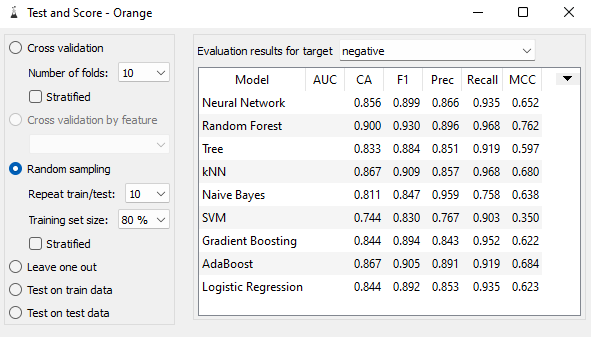 Test and Score - Orange
Cross validation
Number of folds: 10
Stratified
Cross validation by feature
Random sampling
Repeat train/test: 10
Training set size: 80 %
Stratified
Leave one out
Test on train data
Test on test data
Evaluation results for target negative
Model AUC CA F1 Prec Recall MCC
Neural Network 0.856 0.899 0.866 0.935 0.652
Random Forest 0.900 0.930 0.896 0.968 0.762
Tree 0.833 0.884 0.851 0.919 0.597
kNN 0.867 0.909 0.857 0.968 0.680
Naive Bayes 0.811 0.847 0.959 0.758 0.638
SVM 0.744 0.830 0.767 0.903 0.350
Gradient Boosting 0.844 0.894 0.843 0.952 0.622
AdaBoost 0.867 0.905 0.891 0.919 0.684
Logistic Regression 0.844 0.892 0.853 0.935 0.623